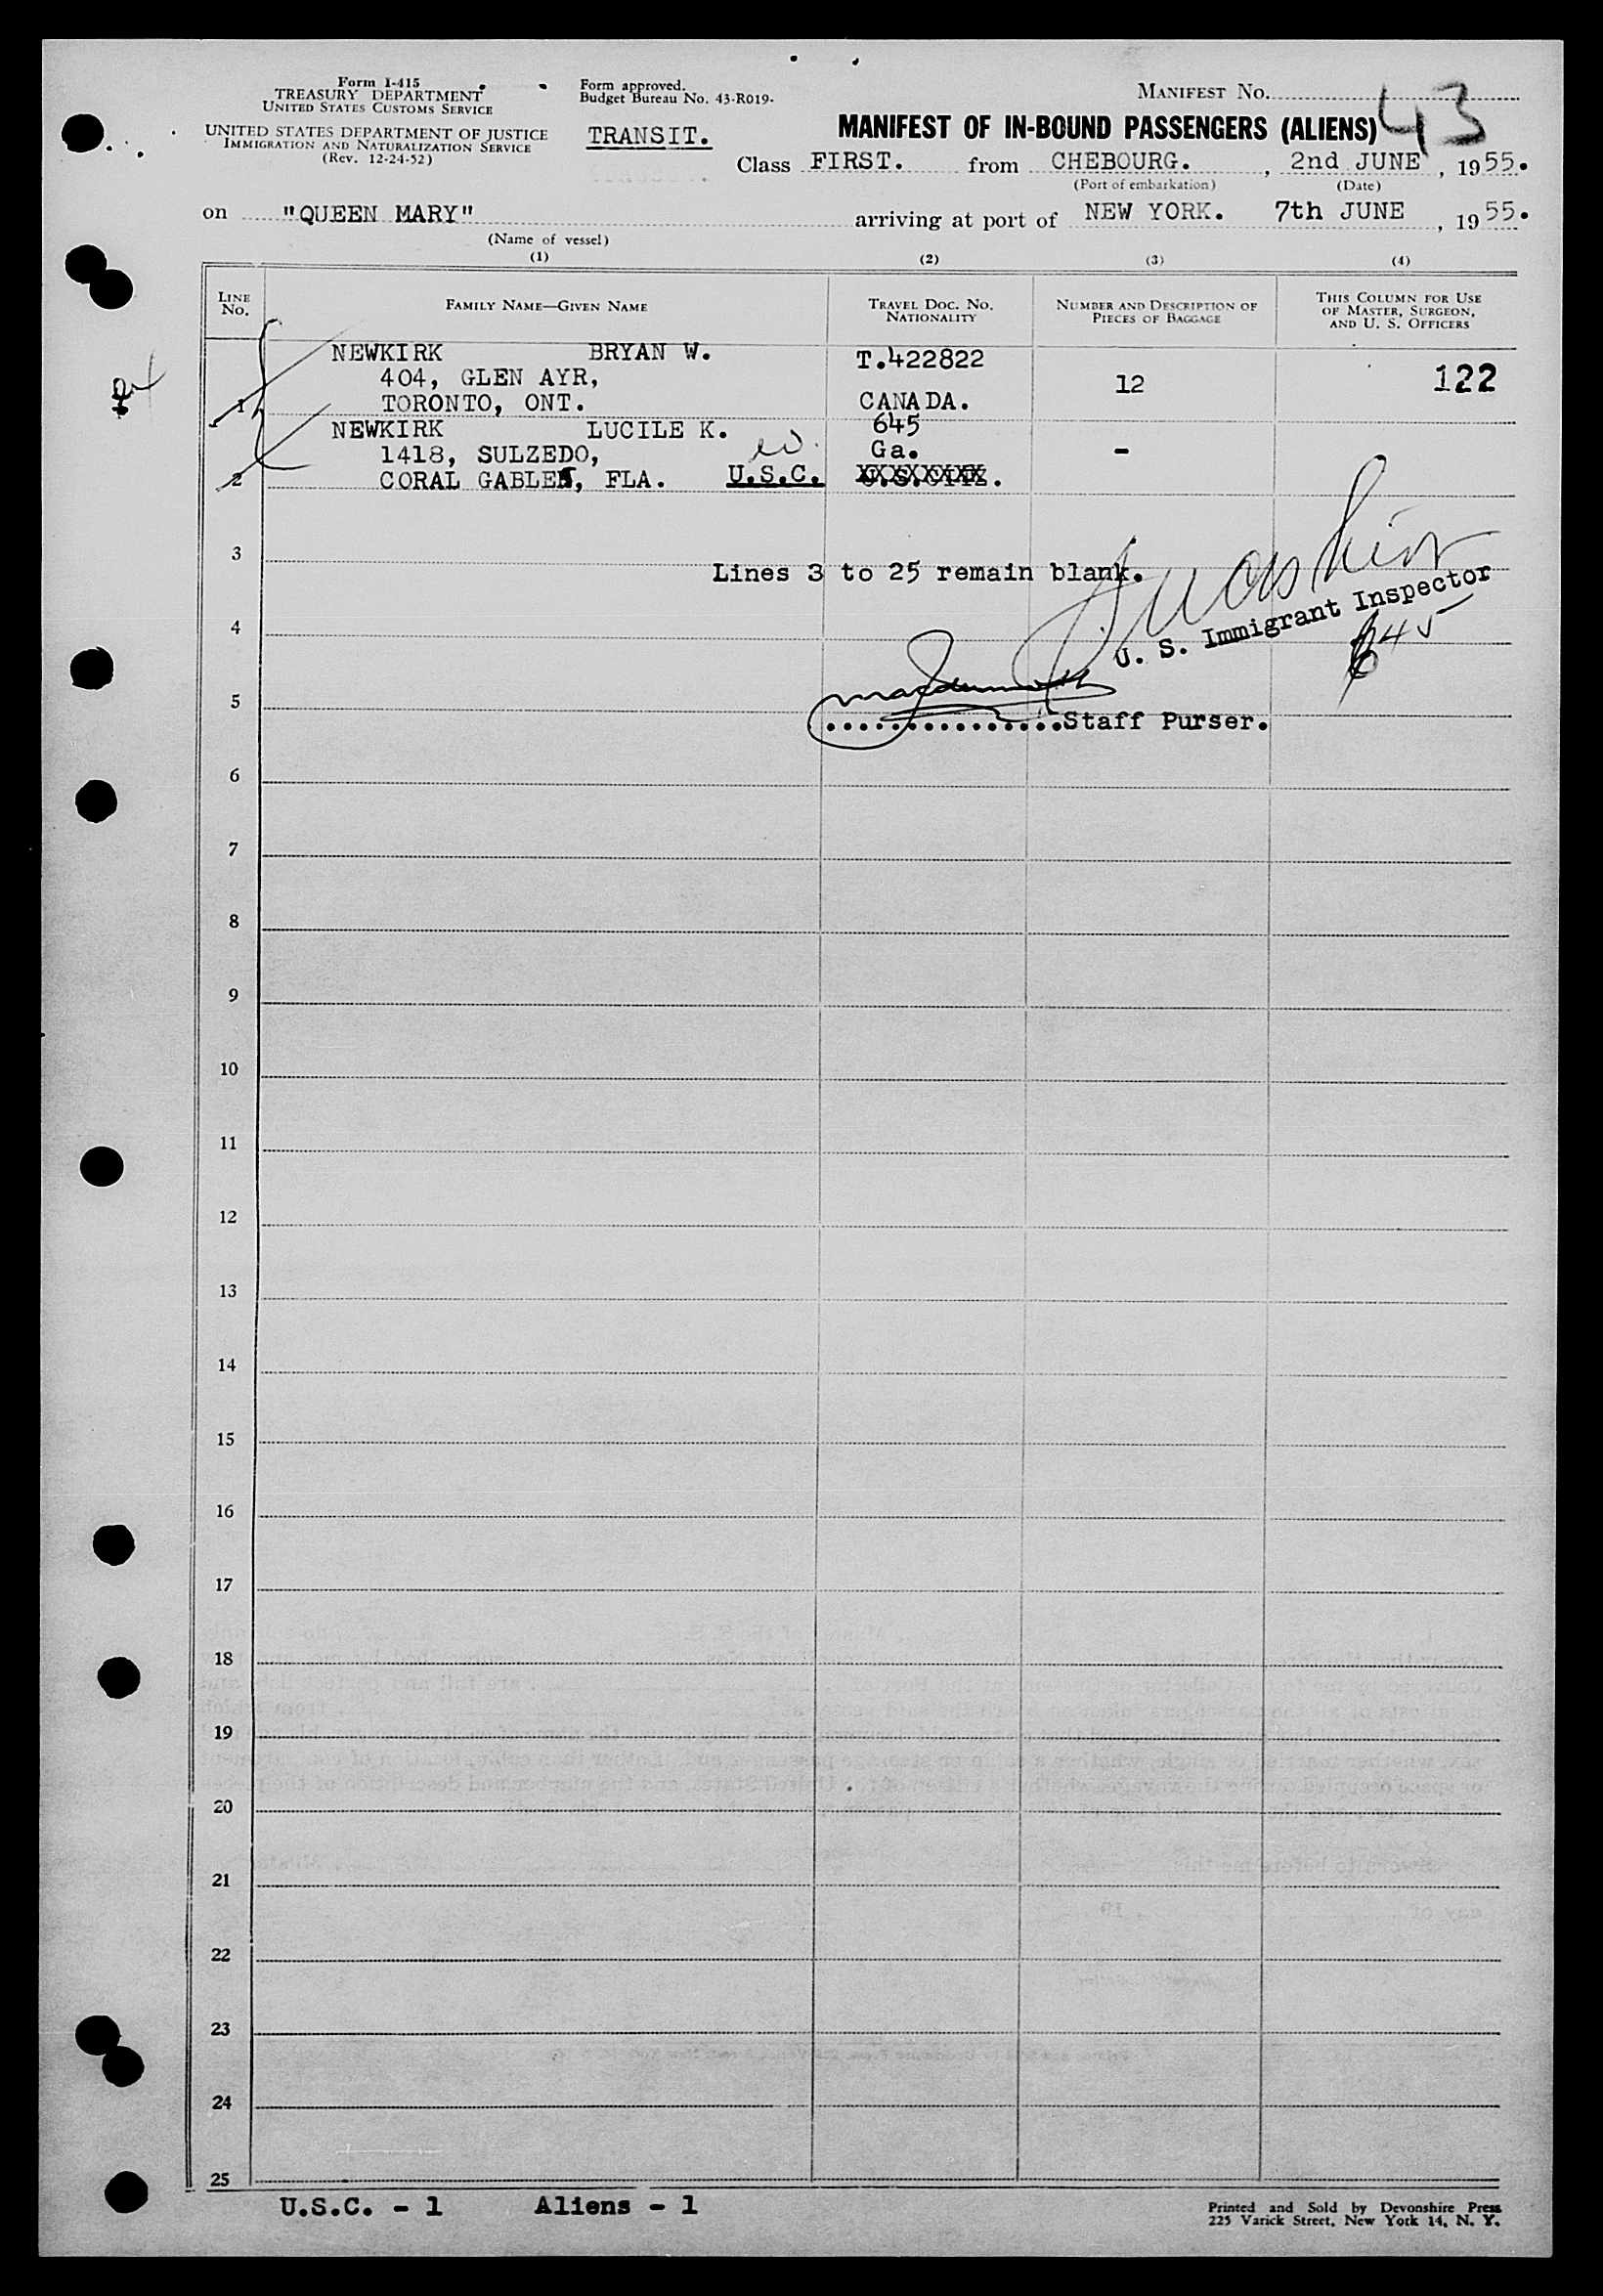 Form I-415
TREASURY DEPARTMENT
UNITED STATES CUSTOMS SERVICE
UNITED STATES DEPARTMENT OF JUSTICE
IMMIGRATION AND NATURALIZATION SERVICE
(Rev. 12-24-52)
Form approved.
Budget Bureau No. 43-R019.
TRANSIT.
MANIFEST No. 43
MANIFEST OF IN-BOUND PASSENGERS (ALIENS)
Class FIRST. from CHEBOURG. , 2nd JUNE , 1955.
(Port of embarkation) (Date)
on "QUEEN MARY" arriving at port of NEW YORK. 7th JUNE , 1955.
(Name of vessel)
(1) (2) (3) (4)
LINE No. FAMILY NAME—GIVEN NAME TRAVEL DOC. NO. NATIONALITY NUMBER AND DESCRIPTION OF PIECES OF BAGGAGE THIS COLUMN FOR USE OF MASTER, SURGEON, AND U. S. OFFICERS
NEWKIRK BRYAN W. T.422822
404, GLEN AYR, 12 122
1 TORONTO, ONT. CANADA.
NEWKIRK LUCILE K. 645
1418, SULZEDO, Ga. -
2 CORAL GABLES, FLA. U.S.C.
3
Lines 3 to 25 remain blank.
U. S. Immigrant Inspector
645
4
5
...............Staff Purser.
6
7
8
9
10
11
12
13
14
15
16
17
18
19
20
21
22
23
24
25
U.S.C. - 1 Aliens - 1
Printed and Sold by Devonshire Press
225 Varick Street, New York 14, N. Y.